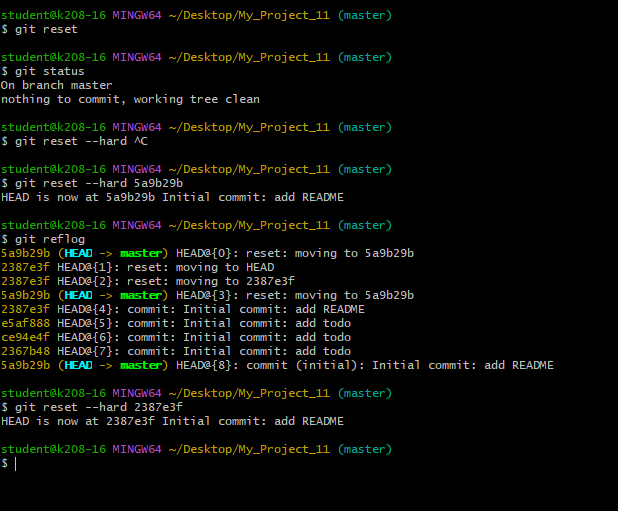 student@k208-16 MINGW64 ~/Desktop/My_Project_11 (master)
$ git reset
student@k208-16 MINGW64 ~/Desktop/My_Project_11 (master)
$ git status
On branch master
nothing to commit, working tree clean
student@k208-16 MINGW64 ~/Desktop/My_Project_11 (master)
$ git reset --hard ^C
student@k208-16 MINGW64 ~/Desktop/My_Project_11 (master)
$ git reset --hard 5a9b29b
HEAD is now at 5a9b29b Initial commit: add README
student@k208-16 MINGW64 ~/Desktop/My_Project_11 (master)
$ git reflog
5a9b29b (HEAD -> master) HEAD@{0}: reset: moving to 5a9b29b
2387e3f HEAD@{1}: reset: moving to HEAD
2387e3f HEAD@{2}: reset: moving to 2387e3f
5a9b29b (HEAD -> master) HEAD@{3}: reset: moving to 5a9b29b
2387e3f HEAD@{4}: commit: Initial commit: add README
e5af888 HEAD@{5}: commit: Initial commit: add todo
ce94e4f HEAD@{6}: commit: Initial commit: add todo
2367b48 HEAD@{7}: commit: Initial commit: add todo
5a9b29b (HEAD -> master) HEAD@{8}: commit (initial): Initial commit: add README
student@k208-16 MINGW64 ~/Desktop/My_Project_11 (master)
$ git reset --hard 2387e3f
HEAD is now at 2387e3f Initial commit: add README
student@k208-16 MINGW64 ~/Desktop/My_Project_11 (master)
$